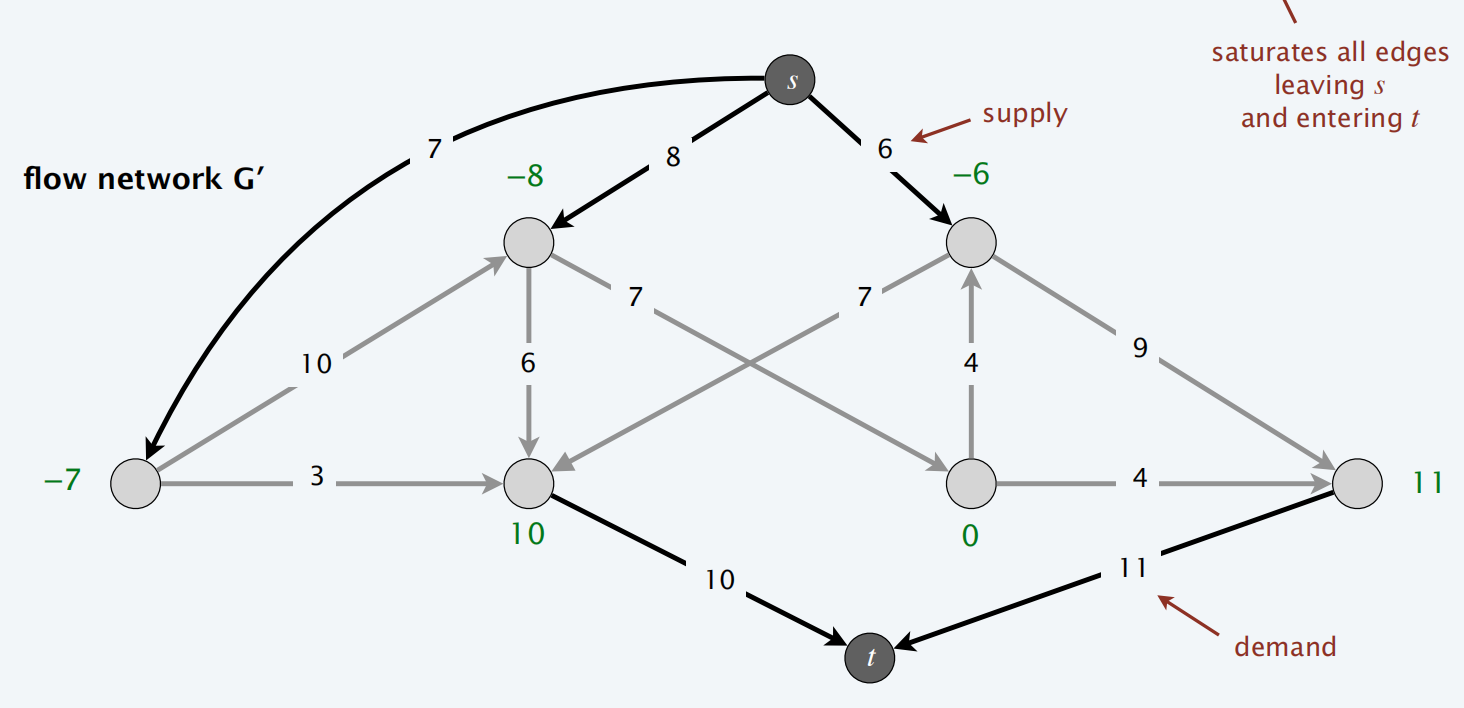 saturates all edges
leaving s
and entering t
s
supply
7
8
6
flow network G′
–8
–6
7
7
10
6
4
9
–7
3
4
11
10
0
10
11
t
demand